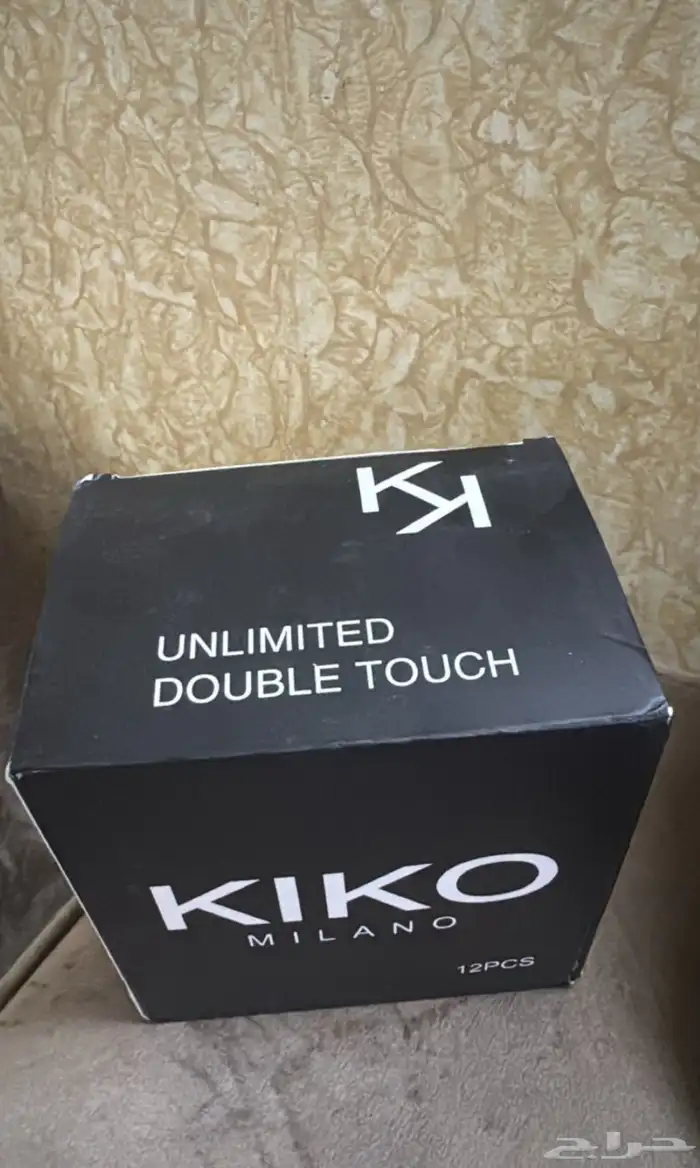 KK
UNLIMITED
DOUBLE TOUCH
KIKO
MILANO
12PCS
حراج